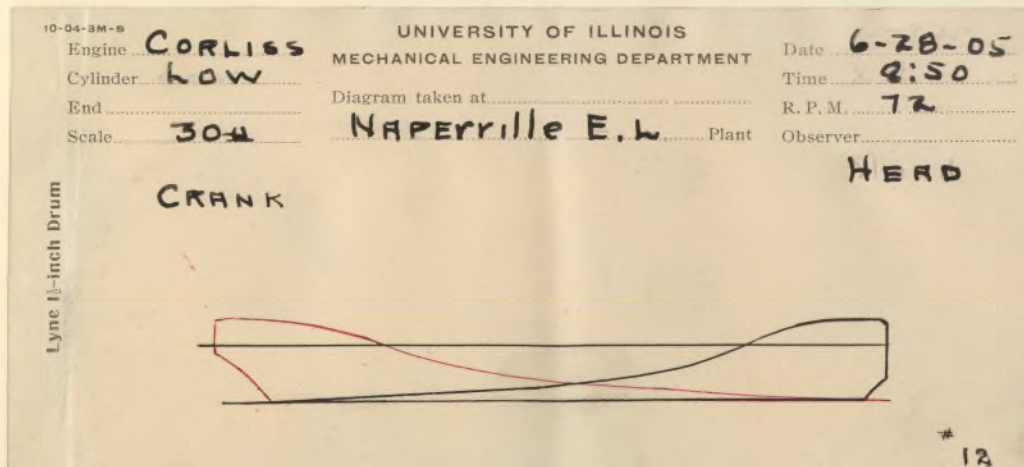 10-04-3M-S
UNIVERSITY OF ILLINOIS
MECHANICAL ENGINEERING DEPARTMENT
Engine CORLISS
Cylinder LOW
End
Scale 30#
Diagram taken at
NAPErville E.L. Plant
Date 6-28-05
Time 8:50
R. P. M. 72
Observer
HEAD
CRANK
Lyne 1½-inch Drum
# 12